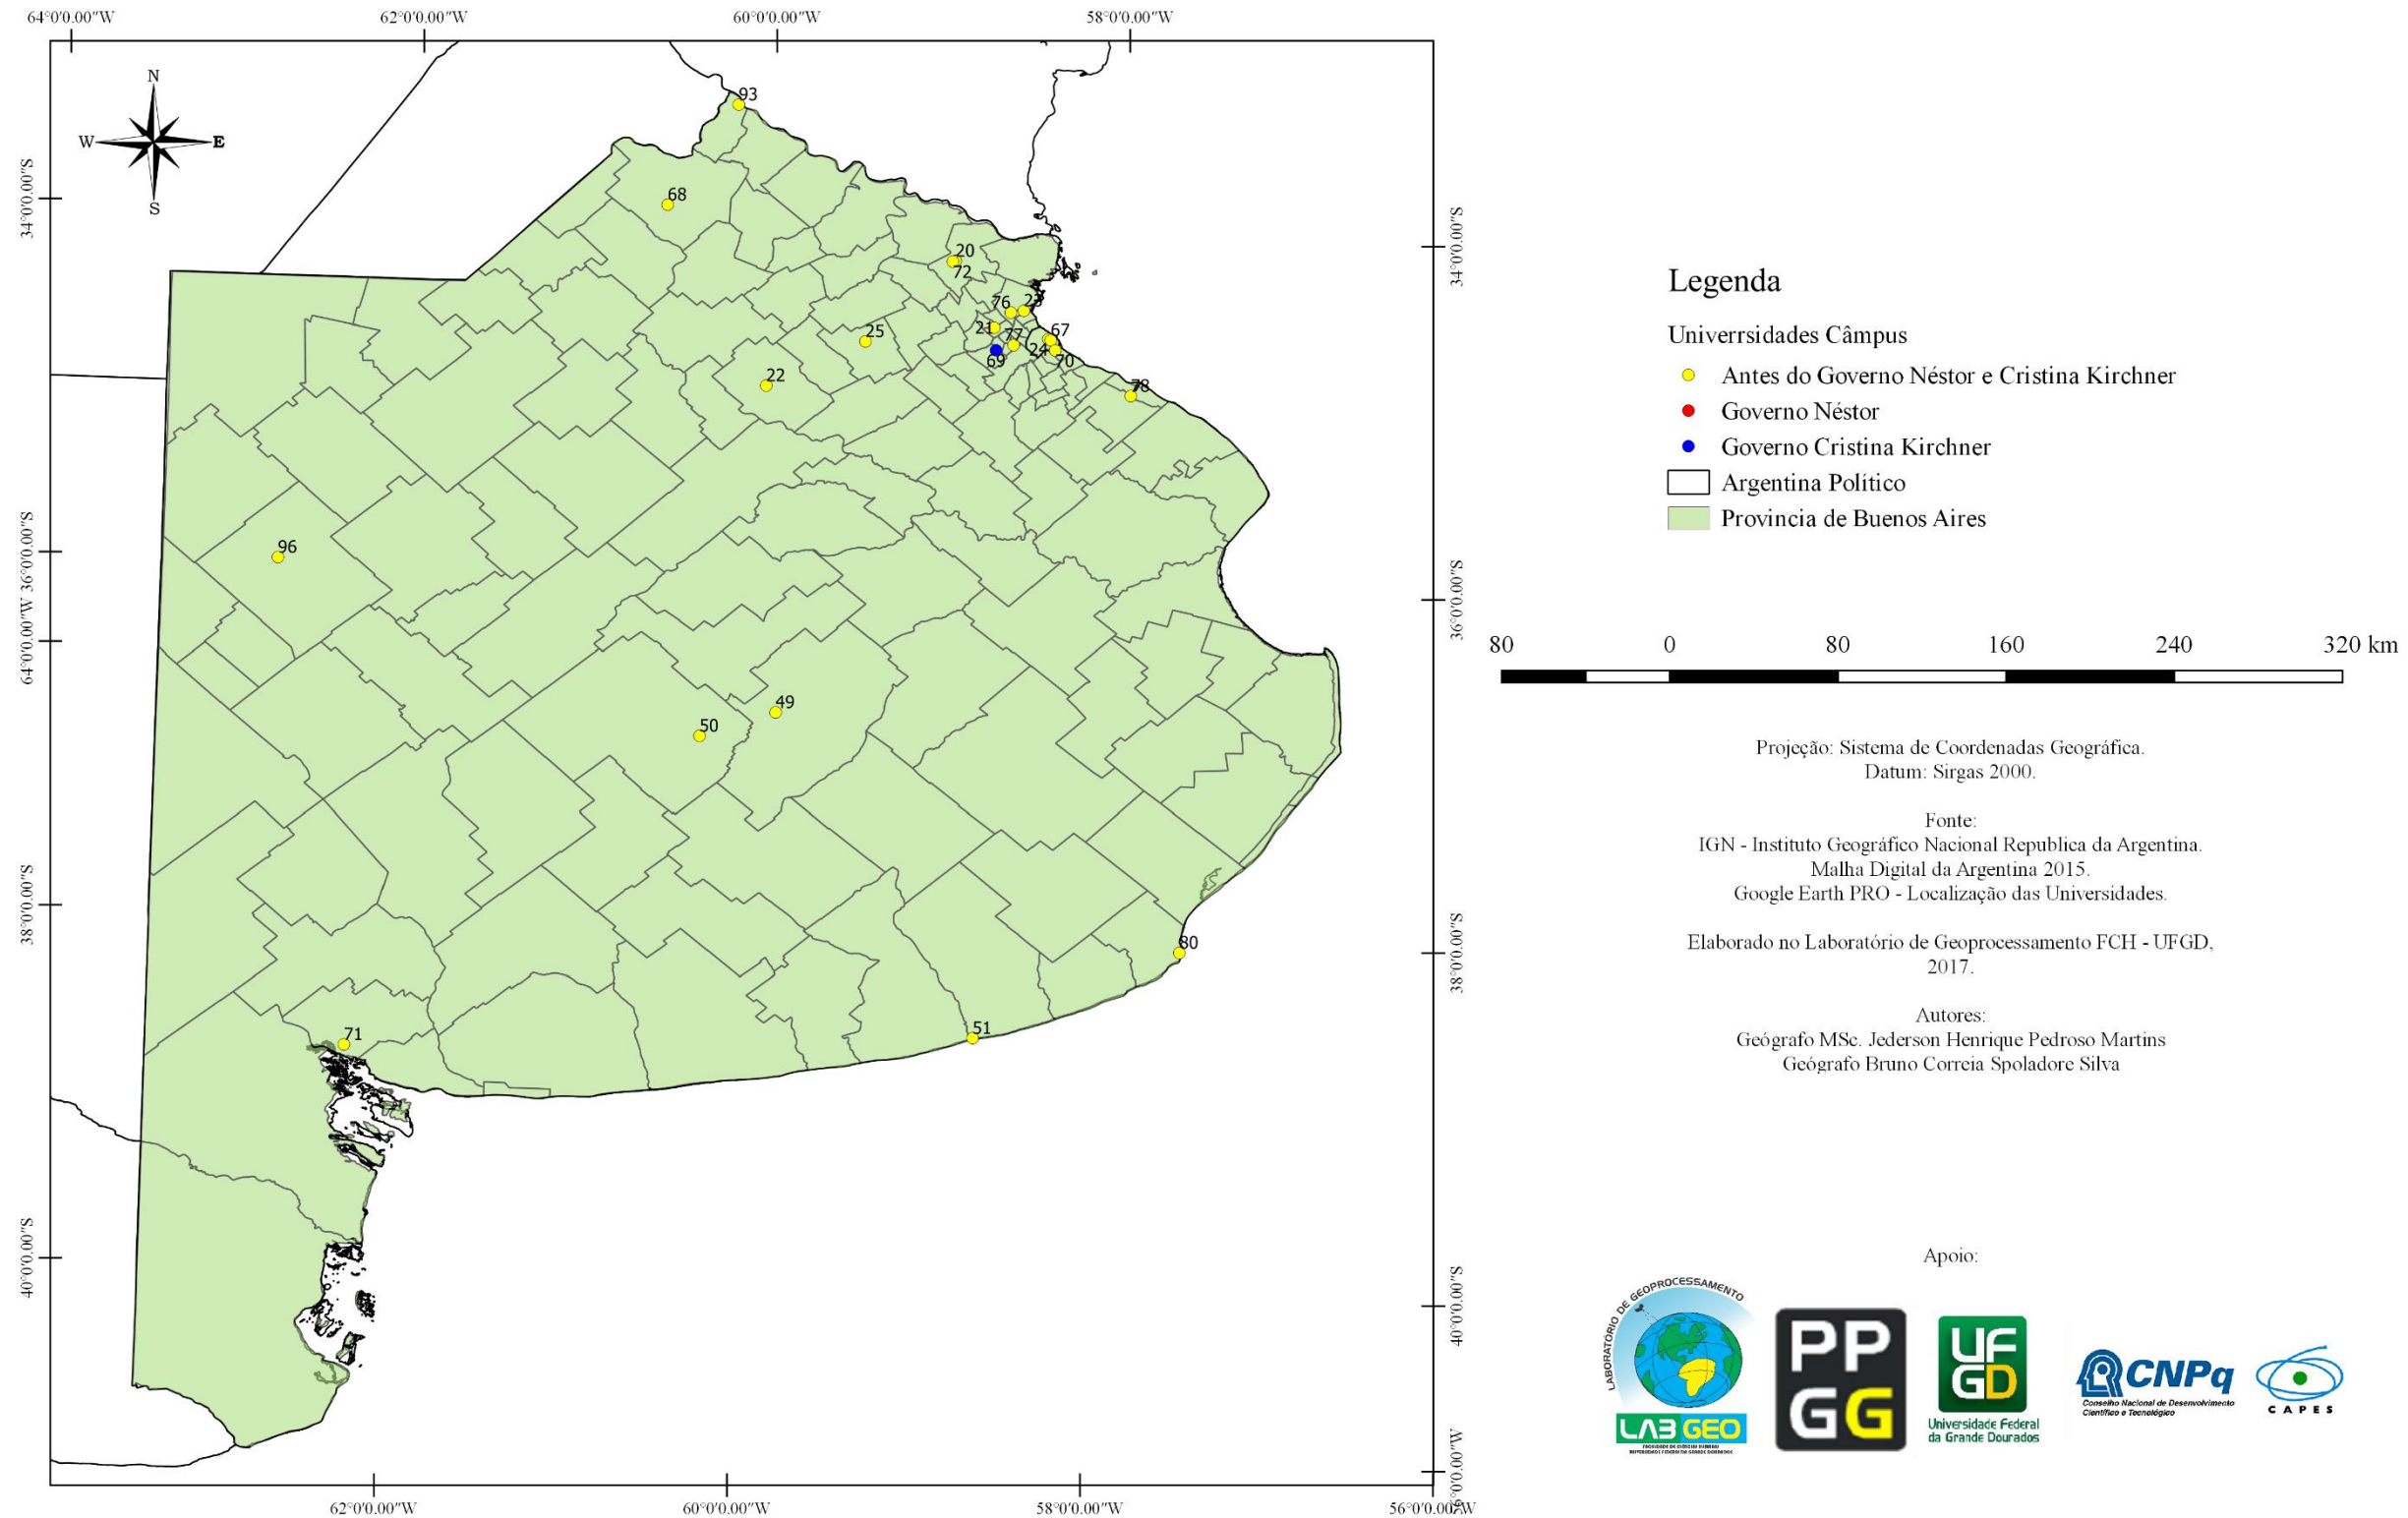 64°0'0.00"W 62°0'0.00"W 60°0'0.00"W 58°0'0.00"W
N
W E
S
34°0'0.00"S
36°0'0.00"S
64°0'0.00"W
38°0'0.00"S
40°0'0.00"S
93
68
20
72
76 23
21 77 67
69 24 70
25
22
78
96
49
50
80
51
71
34°0'0.00"S
36°0'0.00"S
38°0'0.00"S
40°0'0.00"S
62°0'0.00"W 60°0'0.00"W 58°0'0.00"W 56°0'0.00"W
Legenda
Univerrsidades Câmpus
Antes do Governo Néstor e Cristina Kirchner
Governo Néstor
Governo Cristina Kirchner
Argentina Político
Provincia de Buenos Aires
80 0 80 160 240 320 km
Projeção: Sistema de Coordenadas Geográfica.
Datum: Sirgas 2000.
Fonte:
IGN - Instituto Geográfico Nacional Republica da Argentina.
Malha Digital da Argentina 2015.
Google Earth PRO - Localização das Universidades.
Elaborado no Laboratório de Geoprocessamento FCH - UFGD,
2017.
Autores:
Geógrafo MSc. Jederson Henrique Pedroso Martins
Geógrafo Bruno Correia Spoladore Silva
Apoio:
LABORATÓRIO DE GEOPROCESSAMENTO
LAB GEO
PP
GG
UF
GD
Universidade Federal
da Grande Dourados
CNPq
Conselho Nacional de Desenvolvimento
Científico e Tecnológico
CAPES